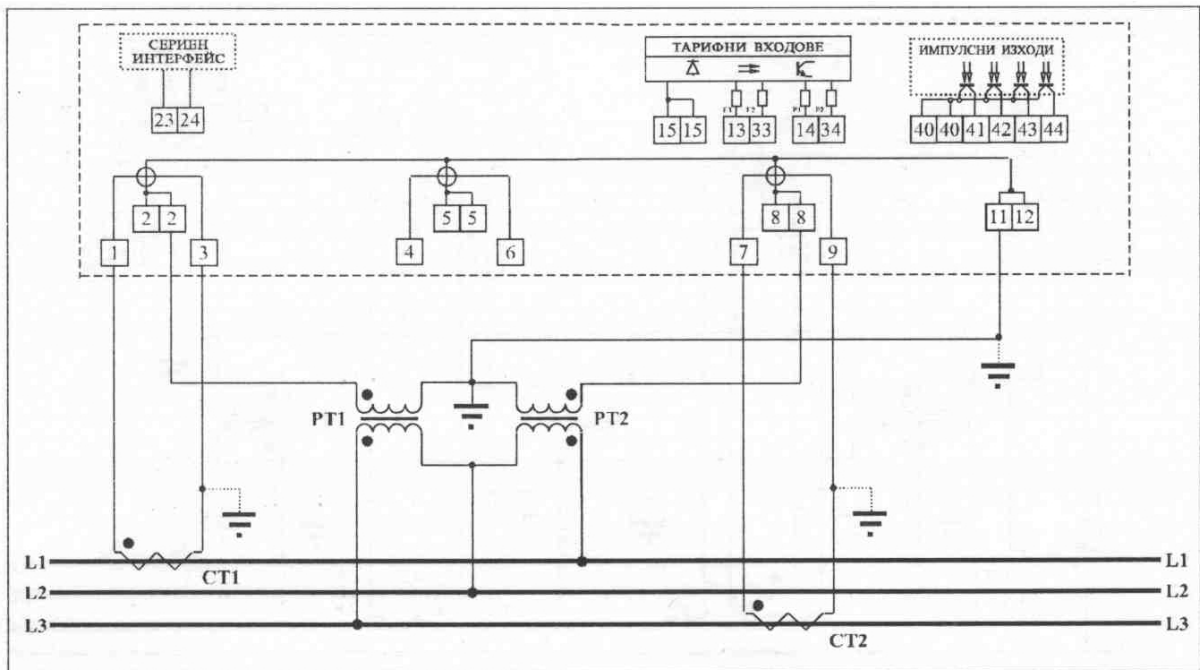 СЕРИЕН
ИНТЕРФЕЙС
ТАРИФНИ ВХОДОВЕ
ИМПУЛСНИ ИЗХОДИ
23 24
15 15 13 33 14 34
40 40 41 42 43 44
2 2
5 5
8 8
11 12
1 3 4 6 7 9
PT1
PT2
L1
CT1
L1
L2
L2
L3
CT2
L3